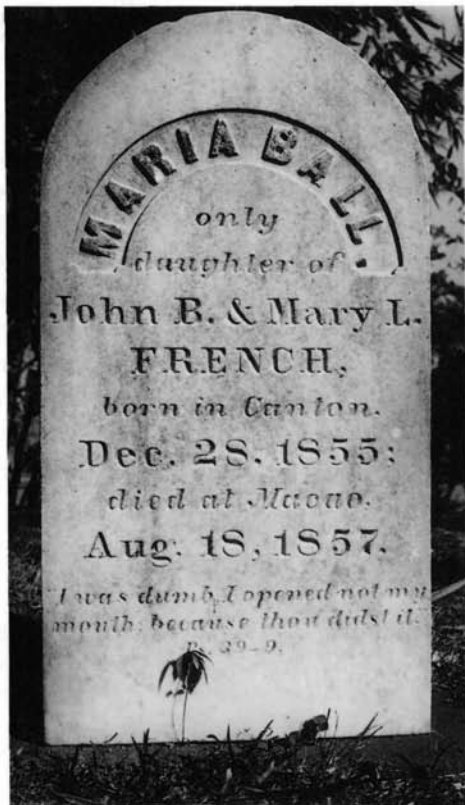 MARIA BALL,
only
daughter of
John B. & Mary L.
FRENCH,
born in Canton.
Dec. 28. 1855;
died at Macao.
Aug. 18, 1857.
"I was dumb, I opened not my
mouth; because thou didst it."
Ps. 39-9.